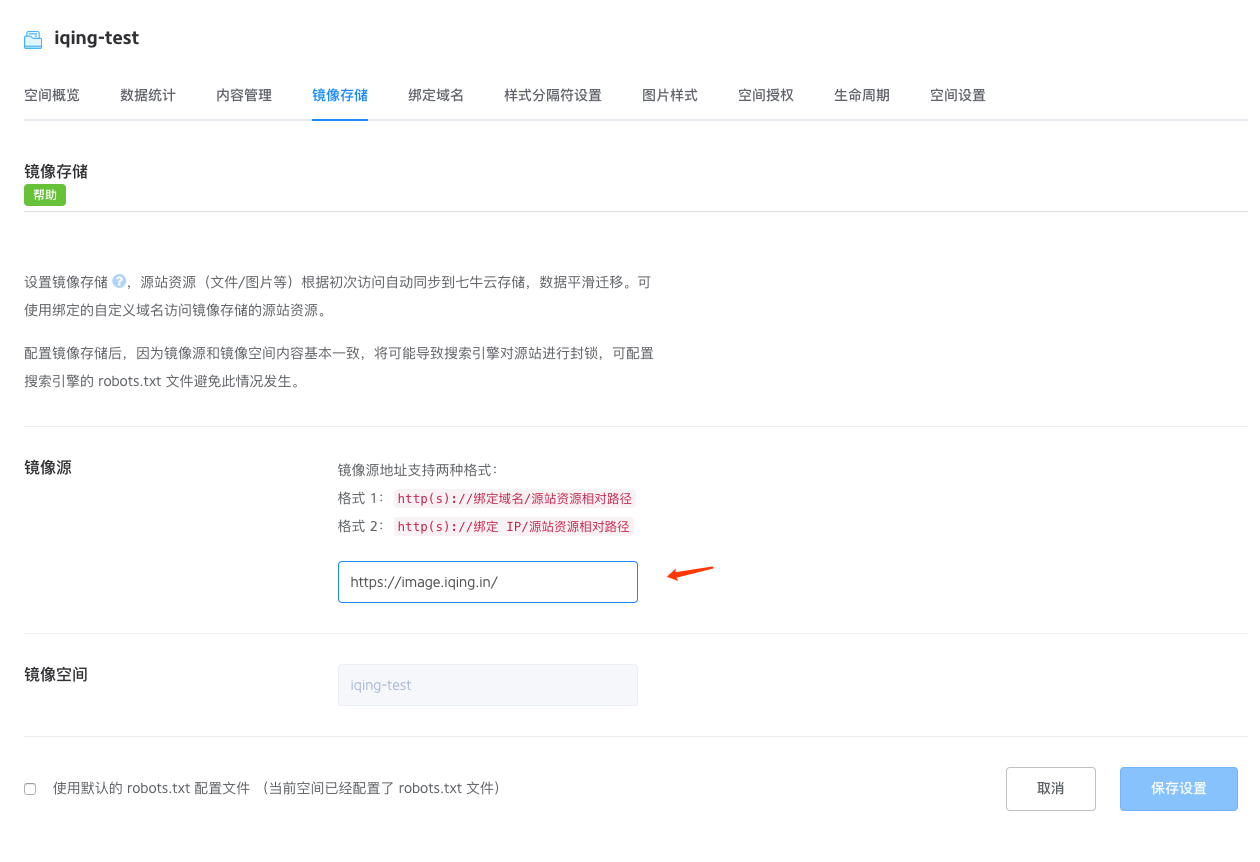 iqing-test
空间概览 数据统计 内容管理 镜像存储 绑定域名 样式分隔符设置 图片样式 空间授权 生命周期 空间设置
镜像存储
帮助
设置镜像存储 ?，源站资源（文件/图片等）根据初次访问自动同步到七牛云存储，数据平滑迁移。可
使用绑定的自定义域名访问镜像存储的源站资源。
配置镜像存储后，因为镜像源和镜像空间内容基本一致，将可能导致搜索引擎对源站进行封锁，可配置
搜索引擎的 robots.txt 文件避免此情况发生。
镜像源
镜像源地址支持两种格式：
格式 1： http(s)://绑定域名/源站资源相对路径
格式 2： http(s)://绑定 IP/源站资源相对路径
https://image.iqing.in/
镜像空间
iqing-test
使用默认的 robots.txt 配置文件 （当前空间已经配置了 robots.txt 文件）
取消
保存设置